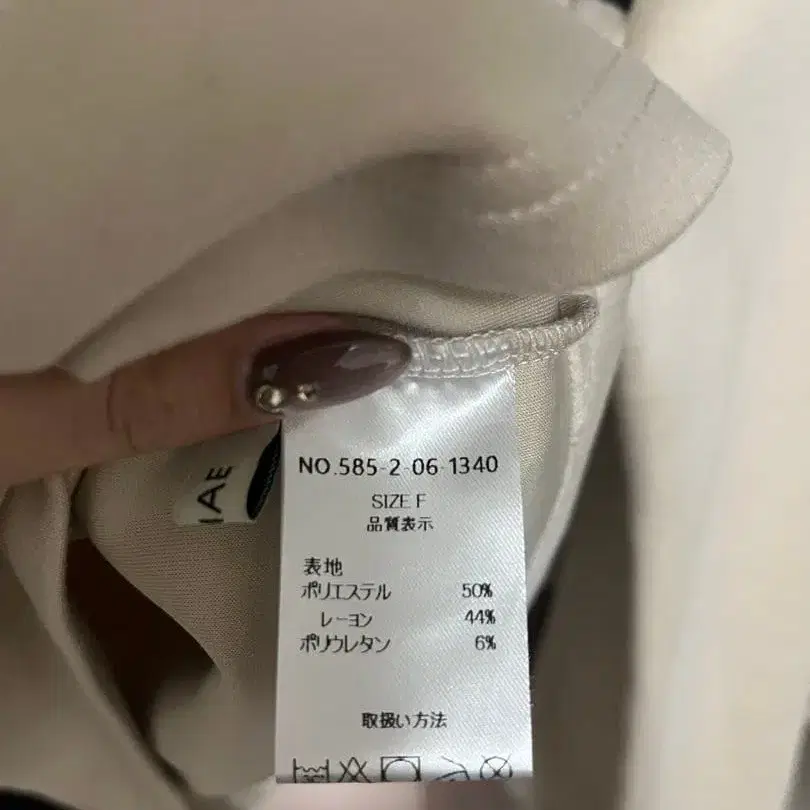 NO.585-2-06-1340
SIZE F
品質表示
表地
ポリエステル 50%
レーヨン 44%
ポリウレタン 6%
取扱い方法